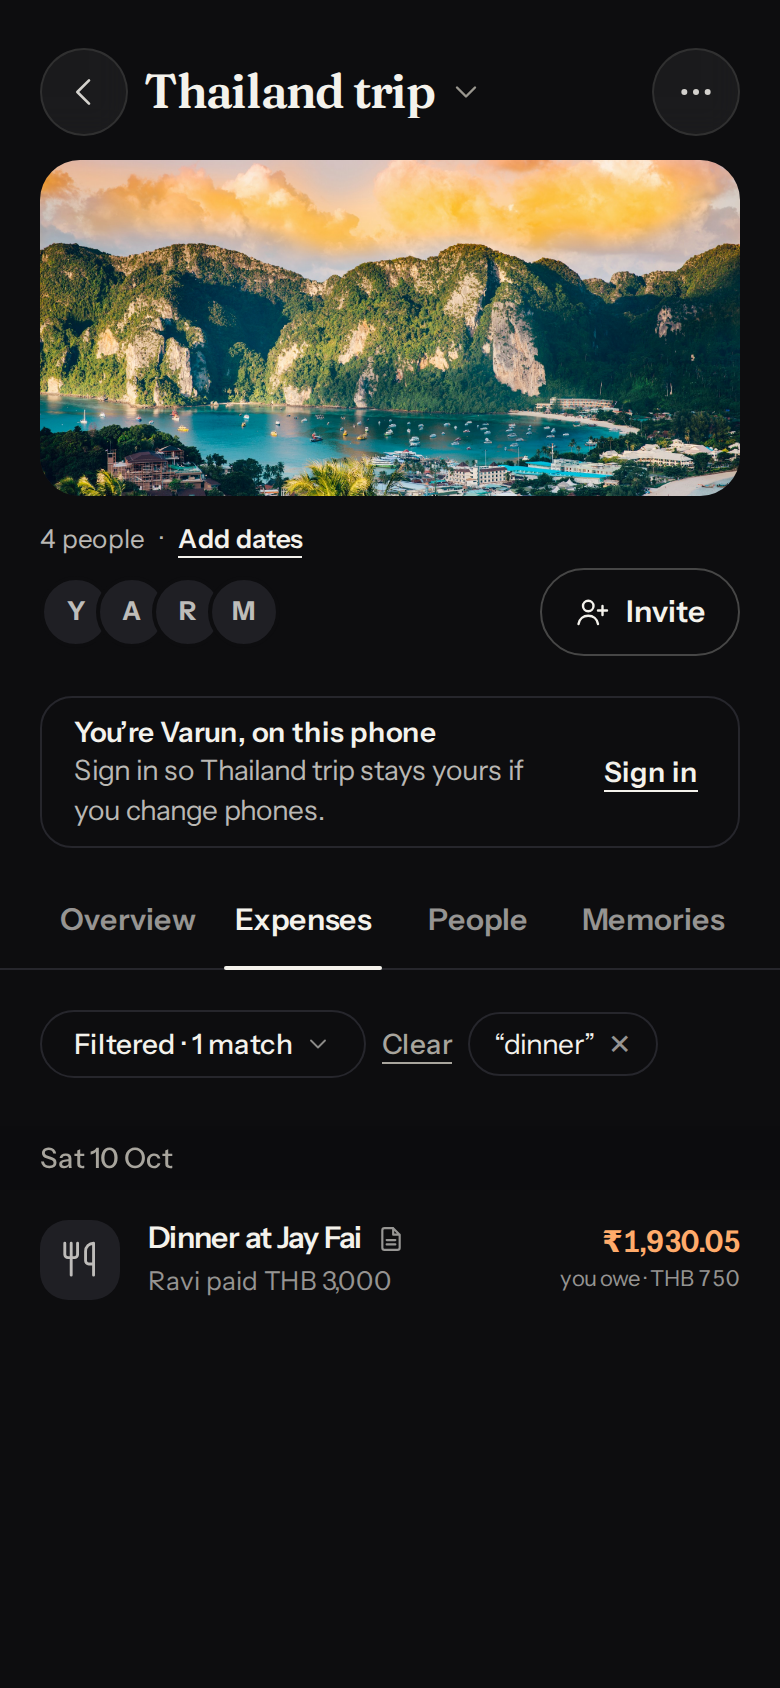 Thailand trip
4 people · Add dates
Y A R M
Invite
You’re Varun, on this phone
Sign in so Thailand trip stays yours if
you change phones.
Sign in
Overview Expenses People Memories
Filtered · 1 match Clear “dinner” ✕
Sat 10 Oct
Dinner at Jay Fai ₹1,930.05
Ravi paid THB 3,000 you owe · THB 750